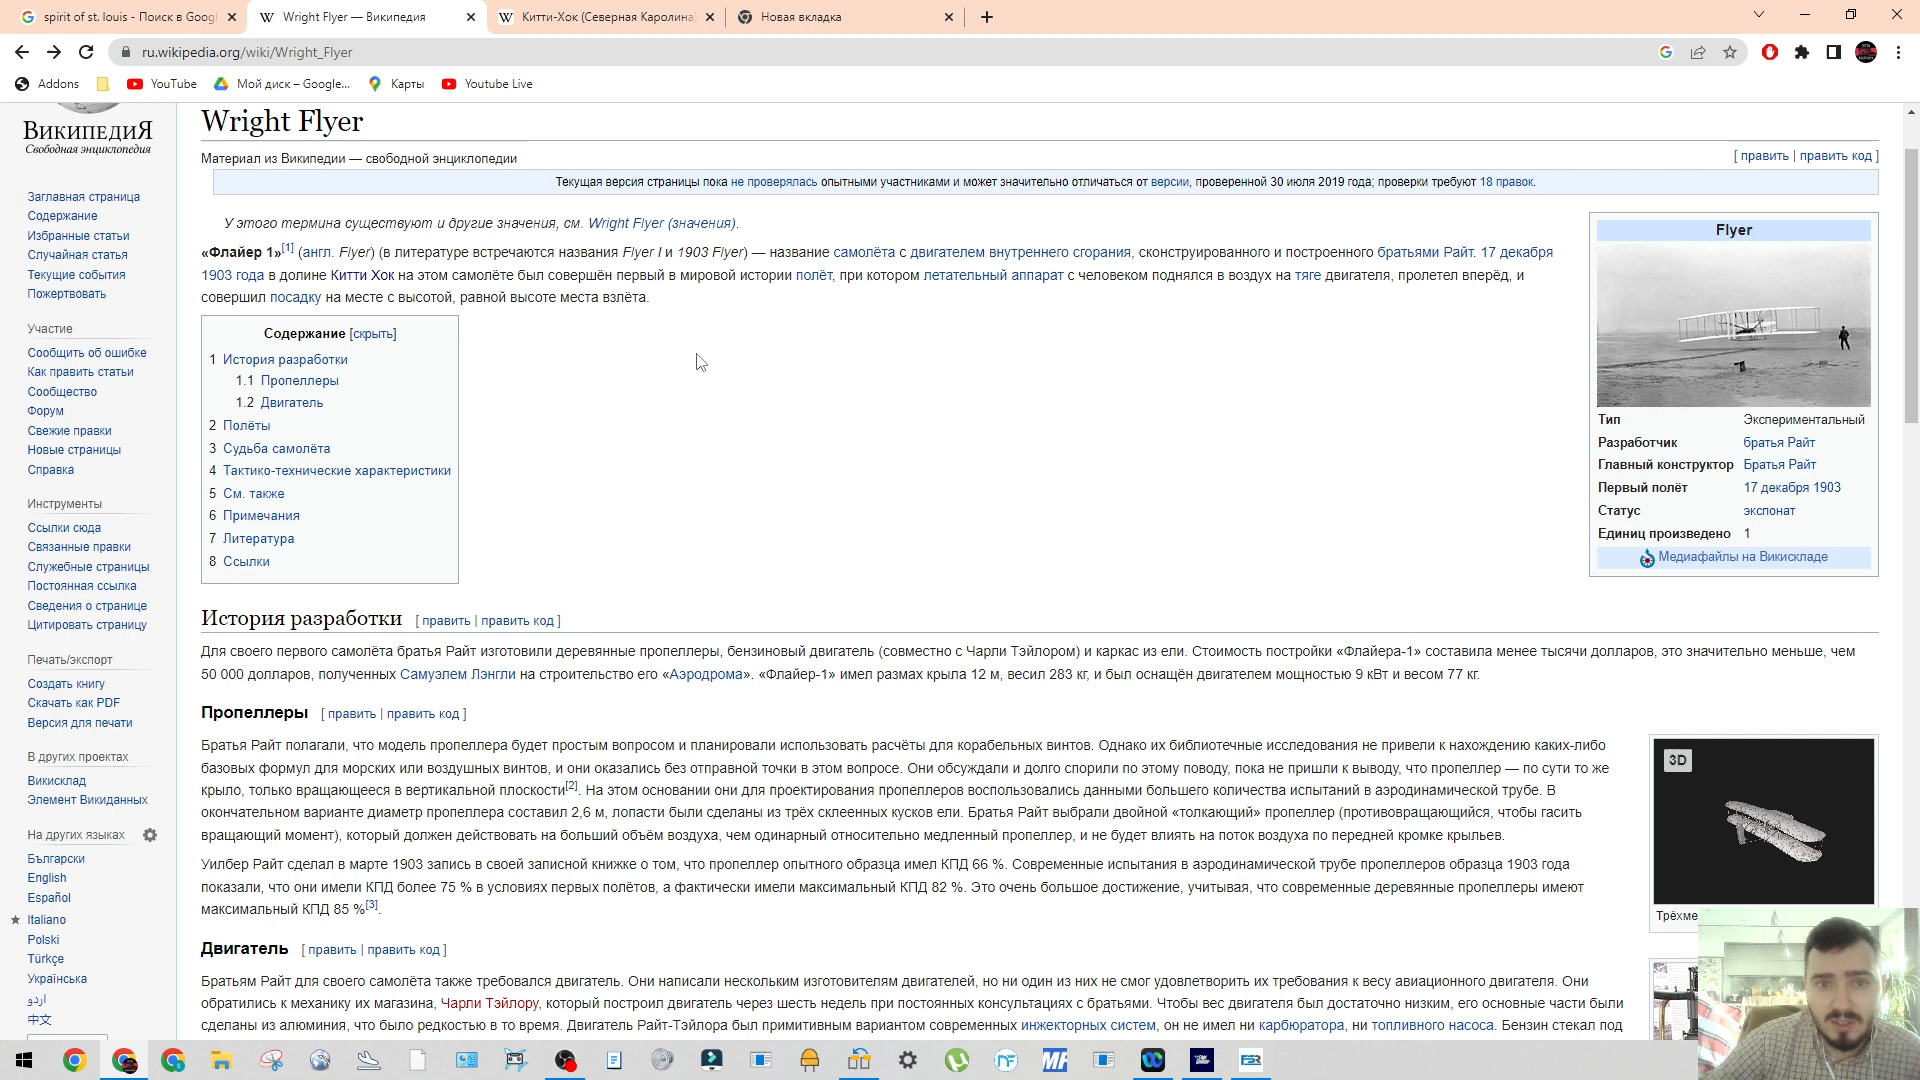 spirit of st. louis - Поиск в Googl
Wright Flyer — Википедия
Китти-Хок (Северная Каролина)
Новая вкладка
ru.wikipedia.org/wiki/Wright_Flyer
Addons
YouTube
Мой диск – Google...
Карты
Youtube Live
ВикипедиЯ
Свободная энциклопедия
Заглавная страница
Содержание
Избранные статьи
Случайная статья
Текущие события
Пожертвовать
Участие
Сообщить об ошибке
Как править статьи
Сообщество
Форум
Свежие правки
Новые страницы
Справка
Инструменты
Ссылки сюда
Связанные правки
Служебные страницы
Постоянная ссылка
Сведения о странице
Цитировать страницу
Печать/экспорт
Создать книгу
Скачать как PDF
Версия для печати
В других проектах
Викисклад
Элемент Викиданных
На других языках
Български
English
Español
Italiano
Polski
Türkçe
Українська
اردو
中文
Wright Flyer
Материал из Википедии — свободной энциклопедии
[ править | править код ]
Текущая версия страницы пока не проверялась опытными участниками и может значительно отличаться от версии, проверенной 30 июля 2019 года; проверки требуют 18 правок.
У этого термина существуют и другие значения, см. Wright Flyer (значения).
«Флайер 1»[1] (англ. Flyer) (в литературе встречаются названия Flyer I и 1903 Flyer) — название самолёта с двигателем внутреннего сгорания, сконструированного и построенного братьями Райт. 17 декабря
1903 года в долине Китти Хок на этом самолёте был совершён первый в мировой истории полёт, при котором летательный аппарат с человеком поднялся в воздух на тяге двигателя, пролетел вперёд, и
совершил посадку на месте с высотой, равной высоте места взлёта.
Содержание [скрыть]
1 История разработки
1.1 Пропеллеры
1.2 Двигатель
2 Полёты
3 Судьба самолёта
4 Тактико-технические характеристики
5 См. также
6 Примечания
7 Литература
8 Ссылки
Flyer
Тип Экспериментальный
Разработчик братья Райт
Главный конструктор Братья Райт
Первый полёт 17 декабря 1903
Статус экспонат
Единиц произведено 1
Медиафайлы на Викискладе
История разработки [ править | править код ]
Для своего первого самолёта братья Райт изготовили деревянные пропеллеры, бензиновый двигатель (совместно с Чарли Тэйлором) и каркас из ели. Стоимость постройки «Флайера-1» составила менее тысячи долларов, это значительно меньше, чем
50 000 долларов, полученных Самуэлем Лэнгли на строительство его «Аэродрома». «Флайер-1» имел размах крыла 12 м, весил 283 кг, и был оснащён двигателем мощностью 9 кВт и весом 77 кг.
Пропеллеры [ править | править код ]
Братья Райт полагали, что модель пропеллера будет простым вопросом и планировали использовать расчёты для корабельных винтов. Однако их библиотечные исследования не привели к нахождению каких-либо
базовых формул для морских или воздушных винтов, и они оказались без отправной точки в этом вопросе. Они обсуждали и долго спорили по этому поводу, пока не пришли к выводу, что пропеллер — по сути то же
крыло, только вращающееся в вертикальной плоскости[2]. На этом основании они для проектирования пропеллеров воспользовались данными большего количества испытаний в аэродинамической трубе. В
окончательном варианте диаметр пропеллера составил 2,6 м, лопасти были сделаны из трёх склеенных кусков ели. Братья Райт выбрали двойной «толкающий» пропеллер (противовращающийся, чтобы гасить
вращающий момент), который должен действовать на больший объём воздуха, чем одинарный относительно медленный пропеллер, и не будет влиять на поток воздуха по передней кромке крыльев.
Уилбер Райт сделал в марте 1903 запись в своей записной книжке о том, что пропеллер опытного образца имел КПД 66 %. Современные испытания в аэродинамической трубе пропеллеров образца 1903 года
показали, что они имели КПД более 75 % в условиях первых полётов, а фактически имели максимальный КПД 82 %. Это очень большое достижение, учитывая, что современные деревянные пропеллеры имеют
максимальный КПД 85 %[3].
3D
Трёхме
Двигатель [ править | править код ]
Братьям Райт для своего самолёта также требовался двигатель. Они написали нескольким изготовителям двигателей, но ни один из них не смог удовлетворить их требования к весу авиационного двигателя. Они
обратились к механику их магазина, Чарли Тэйлору, который построил двигатель через шесть недель при постоянных консультациях с братьями. Чтобы вес двигателя был достаточно низким, его основные части были
сделаны из алюминия, что было редкостью в то время. Двигатель Райт-Тэйлора был примитивным вариантом современных инжекторных систем, он не имел ни карбюратора, ни топливного насоса. Бензин стекал под
MF
FSR